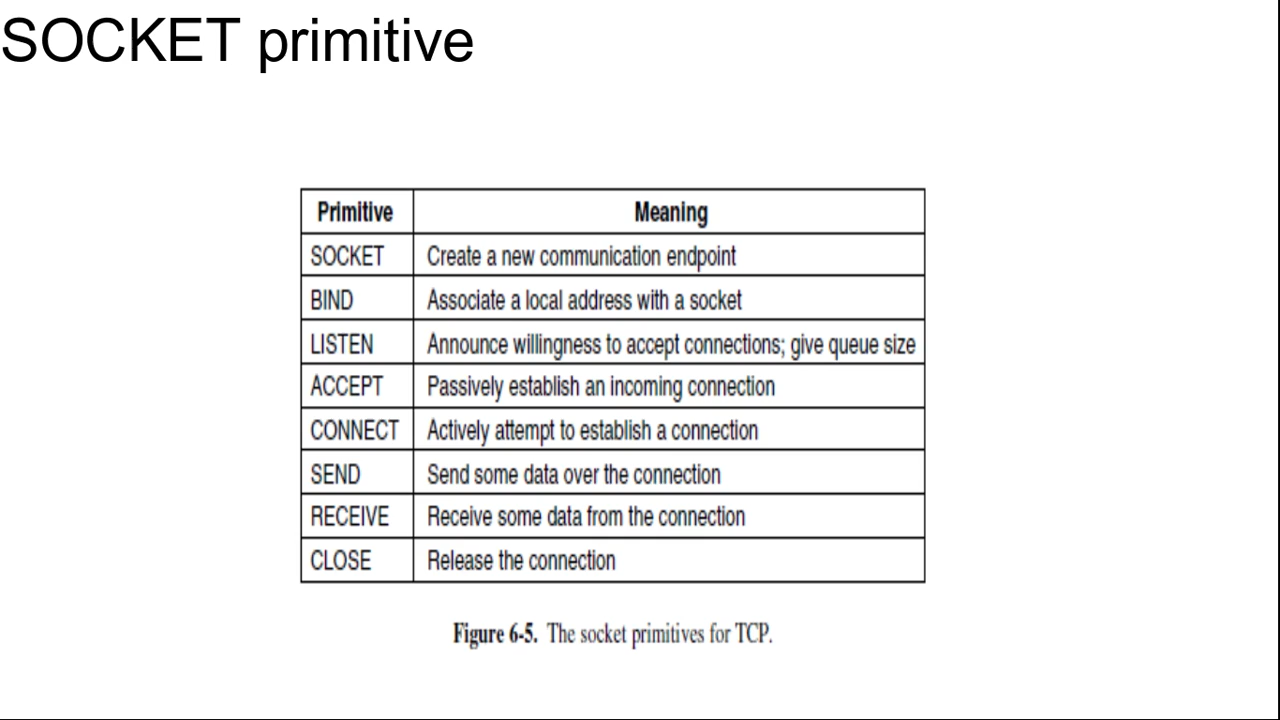 SOCKET primitive
Primitive Meaning
SOCKET Create a new communication endpoint
BIND Associate a local address with a socket
LISTEN Announce willingness to accept connections; give queue size
ACCEPT Passively establish an incoming connection
CONNECT Actively attempt to establish a connection
SEND Send some data over the connection
RECEIVE Receive some data from the connection
CLOSE Release the connection
Figure 6-5. The socket primitives for TCP.